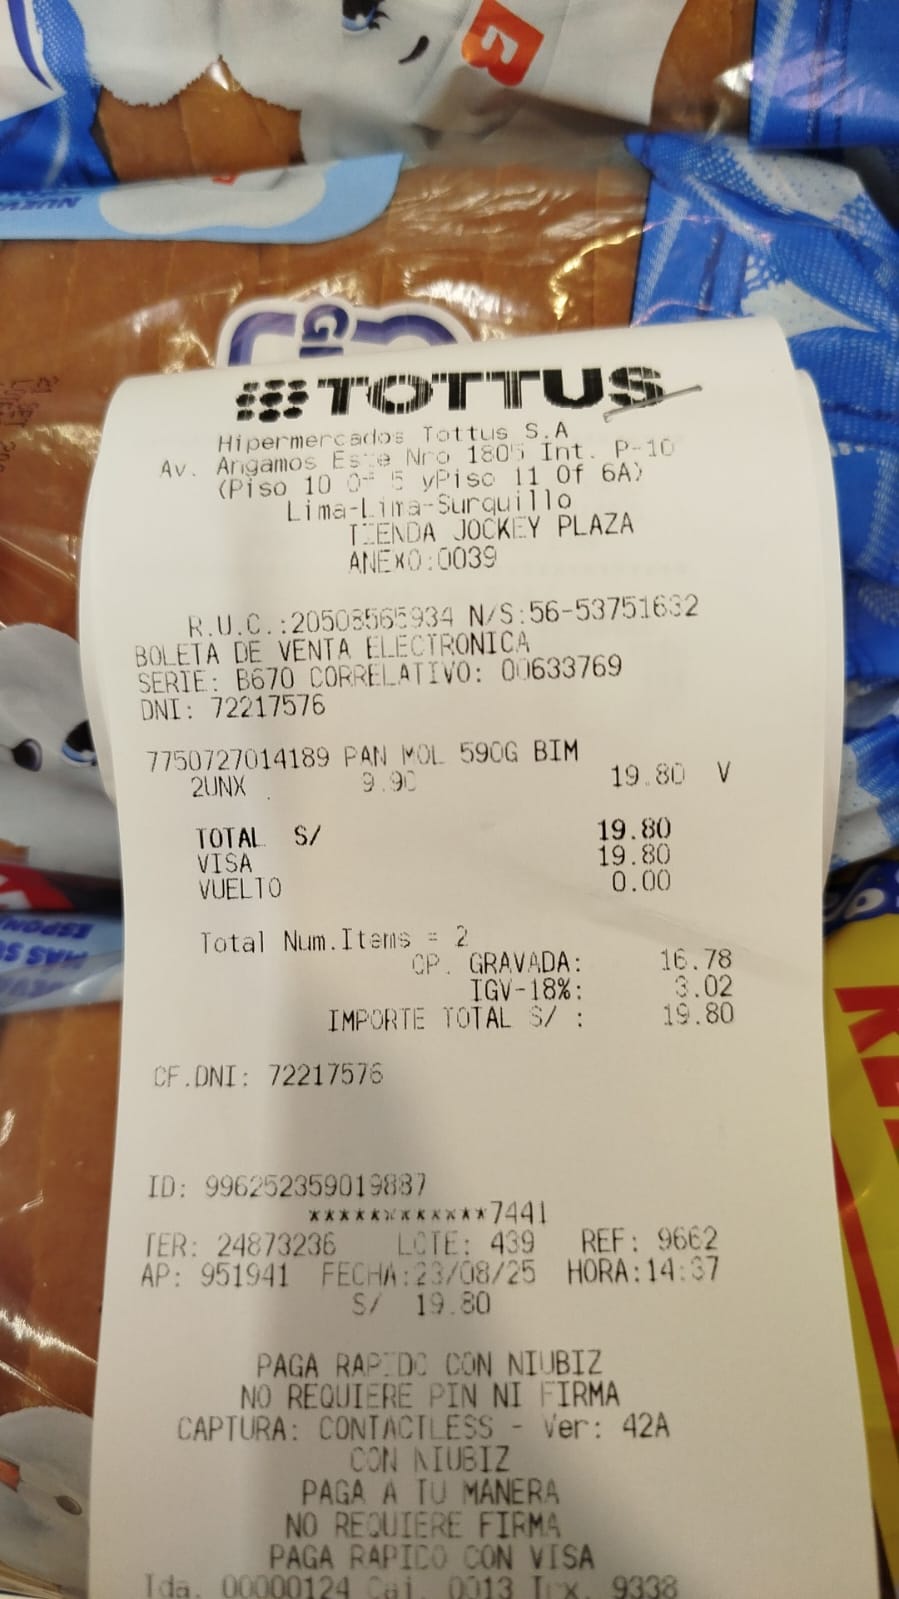 B
NUEV
GI
TOTTUS
Hipermercados Tottus S.A
Av. Angamos Este Nro 1805 Int. P-10
(Piso 10 Of 5 yPiso 11 Of 6A)
Lima-Lima-Surquillo
TIENDA JOCKEY PLAZA
ANEXO:0039
R.U.C.:20508565934 N/S:56-53751632
BOLETA DE VENTA ELECTRONICA
SERIE: B670 CORRELATIVO: 00633769
DNI: 72217576
7750727014189 PAN MOL 590G BIM
2UNX 9.90 19.80 V
TOTAL S/ 19.80
VISA 19.80
VUELTO 0.00
Total Num.Items = 2
OP. GRAVADA: 16.78
IGV-18%: 3.02
IMPORTE TOTAL S/ : 19.80
CF.DNI: 72217576
ID: 996252359019887
************7441
TER: 24873236 LOTE: 439 REF: 9662
AP: 951941 FECHA:23/08/25 HORA:14:37
S/ 19.80
PAGA RAPIDO CON NIUBIZ
NO REQUIERE PIN NI FIRMA
CAPTURA: CONTACTLESS - Ver: 42A
CON NIUBIZ
PAGA A TU MANERA
NO REQUIERE FIRMA
PAGA RAPIDO CON VISA
Tda. 00000124 Caj. 0013 Trx. 9338
MAS SU
ESPON